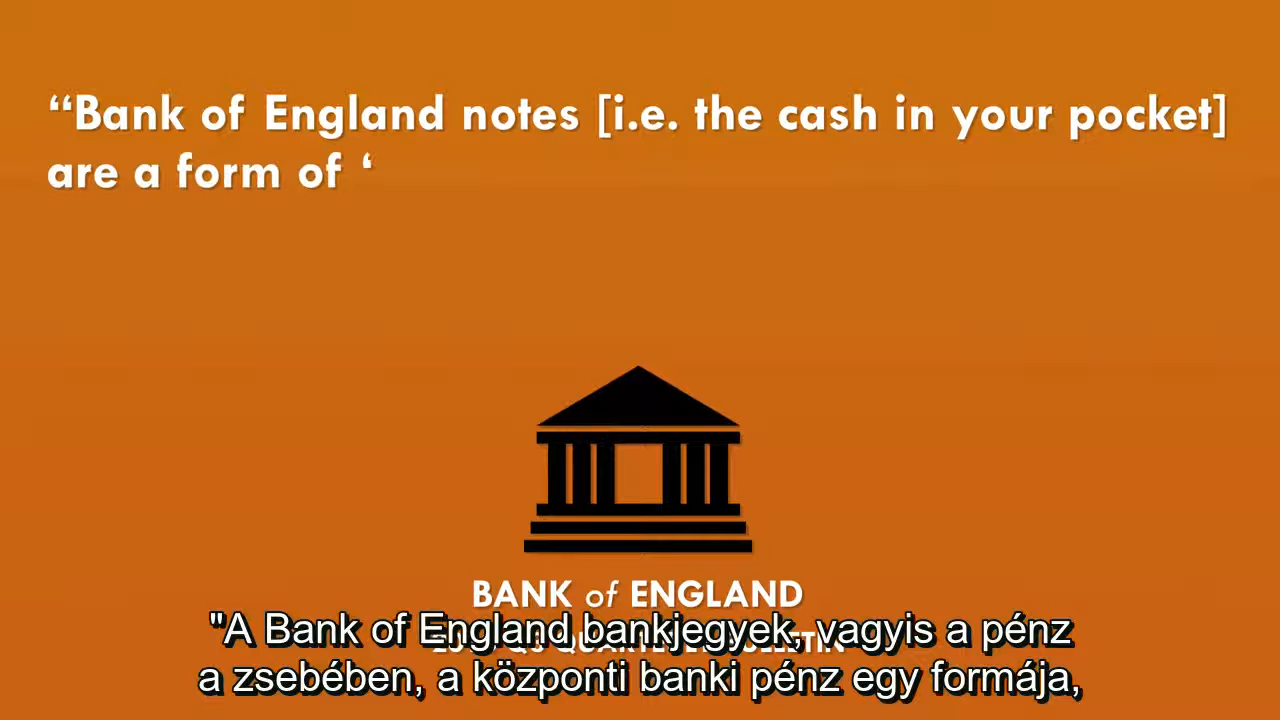 “Bank of England notes [i.e. the cash in your pocket]
are a form of ‘
BANK of ENGLAND
"A Bank of England bankjegyek, vagyis a pénz
a zsebében, a központi banki pénz egy formája,